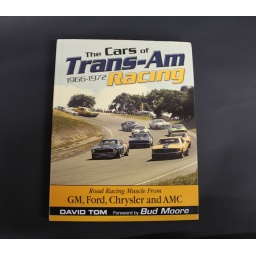 The Cars of
Trans-Am
1966-1972
Racing
Road Racing Muscle From
GM, Ford, Chrysler and AMC
DAVID TOM Foreword by Bud Moore